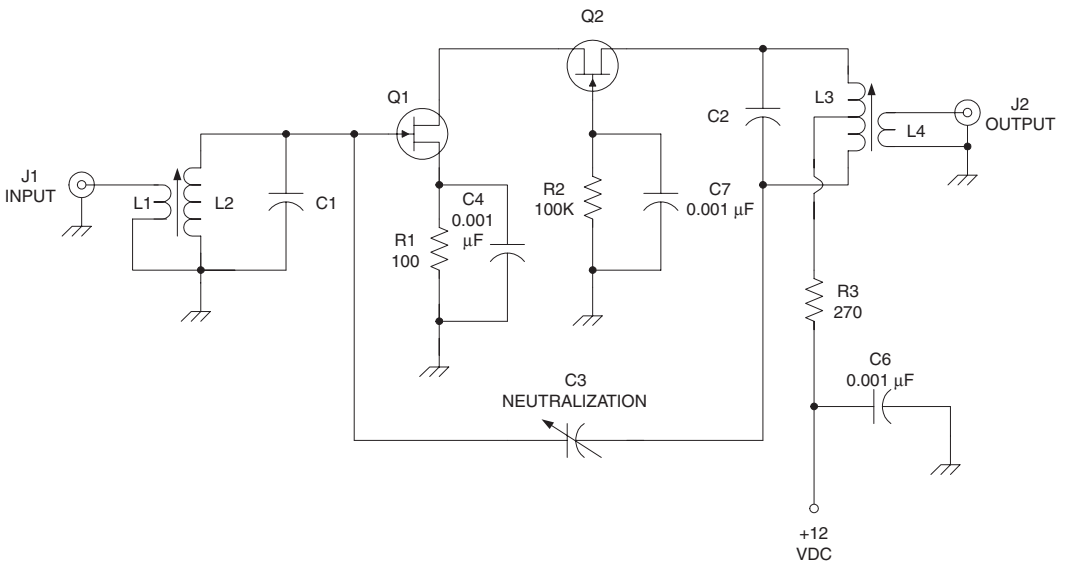 Q2
Q1
J1
INPUT
L1
L2
C1
C4
0.001
μF
R1
100
R2
100K
C7
0.001 μF
C2
L3
L4
J2
OUTPUT
R3
270
C6
0.001 μF
C3
NEUTRALIZATION
+12
VDC